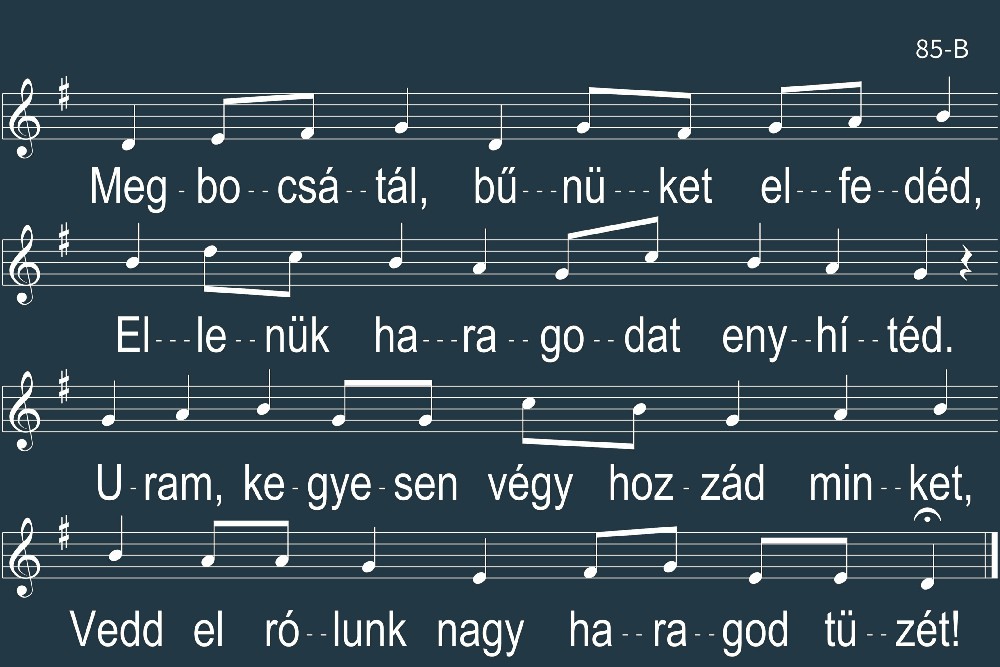 85-B
Meg - bo - - csá - - tál, bű - - - nü - - - ket el - - - fe - - déd,
El - - - le - - nük ha - - - ra - - go - - dat eny - - hí - - téd.
U - ram, ke - gye - sen végy hoz - zád min - - ket,
Vedd el ró - - lunk nagy ha - - ra - - god tü - - zét!